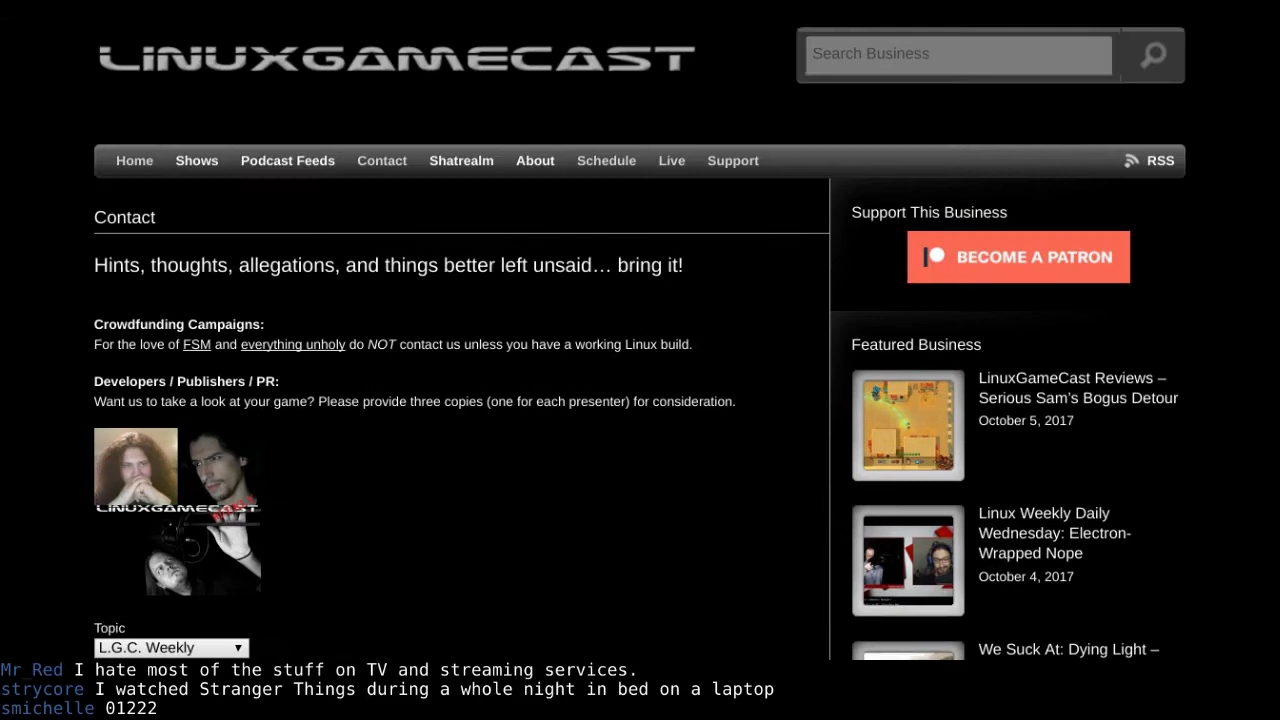 LINUXGAMECAST
Search Business
Home Shows Podcast Feeds Contact Shatrealm About Schedule Live Support RSS
Contact
Hints, thoughts, allegations, and things better left unsaid… bring it!
Crowdfunding Campaigns:
For the love of FSM and everything unholy do NOT contact us unless you have a working Linux build.
Developers / Publishers / PR:
Want us to take a look at your game? Please provide three copies (one for each presenter) for consideration.
LINUXGAMECAST
Topic
L.G.C. Weekly
Support This Business
BECOME A PATRON
Featured Business
LinuxGameCast Reviews –
Serious Sam's Bogus Detour
October 5, 2017
Linux Weekly Daily
Wednesday: Electron-
Wrapped Nope
October 4, 2017
We Suck At: Dying Light –
Mr_Red I hate most of the stuff on TV and streaming services.
strycore I watched Stranger Things during a whole night in bed on a laptop
smichelle 01222